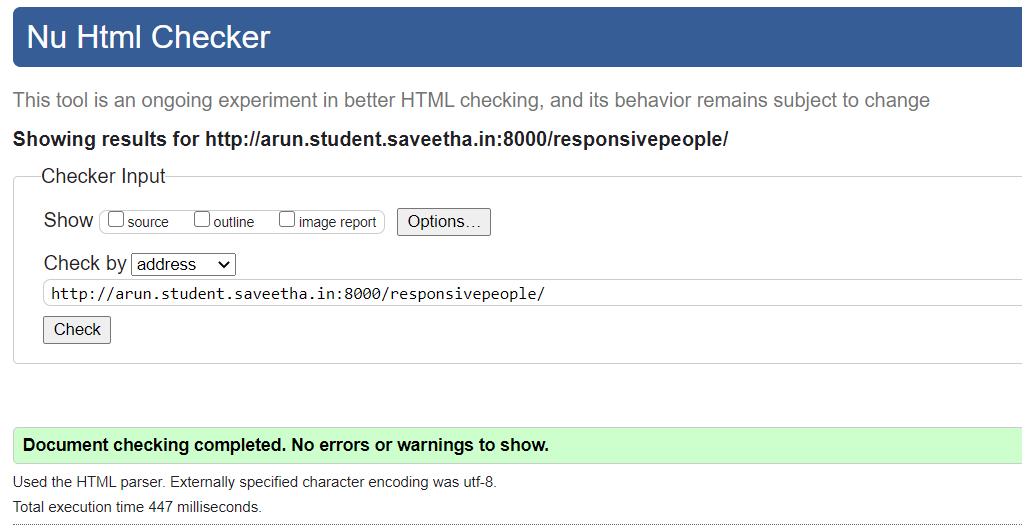 Nu Html Checker
This tool is an ongoing experiment in better HTML checking, and its behavior remains subject to change
Showing results for http://arun.student.saveetha.in:8000/responsivepeople/
Checker Input
Show source outline image report Options...
Check by address
http://arun.student.saveetha.in:8000/responsivepeople/
Check
Document checking completed. No errors or warnings to show.
Used the HTML parser. Externally specified character encoding was utf-8.
Total execution time 447 milliseconds.